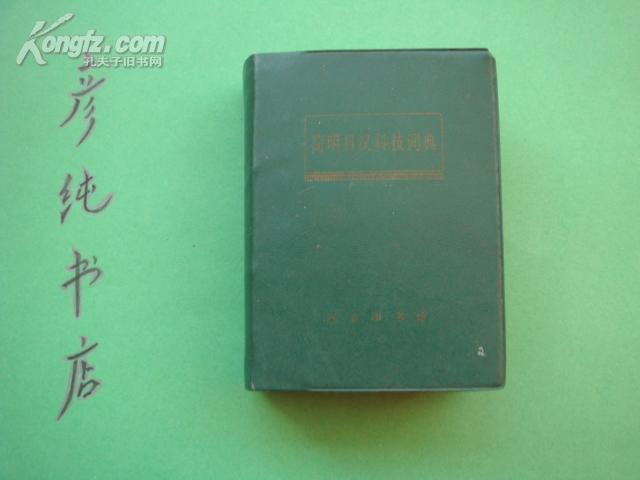 Kongfz.com
孔夫子旧书网
彦纯书店
简明日汉科技词典
商务印书馆
2